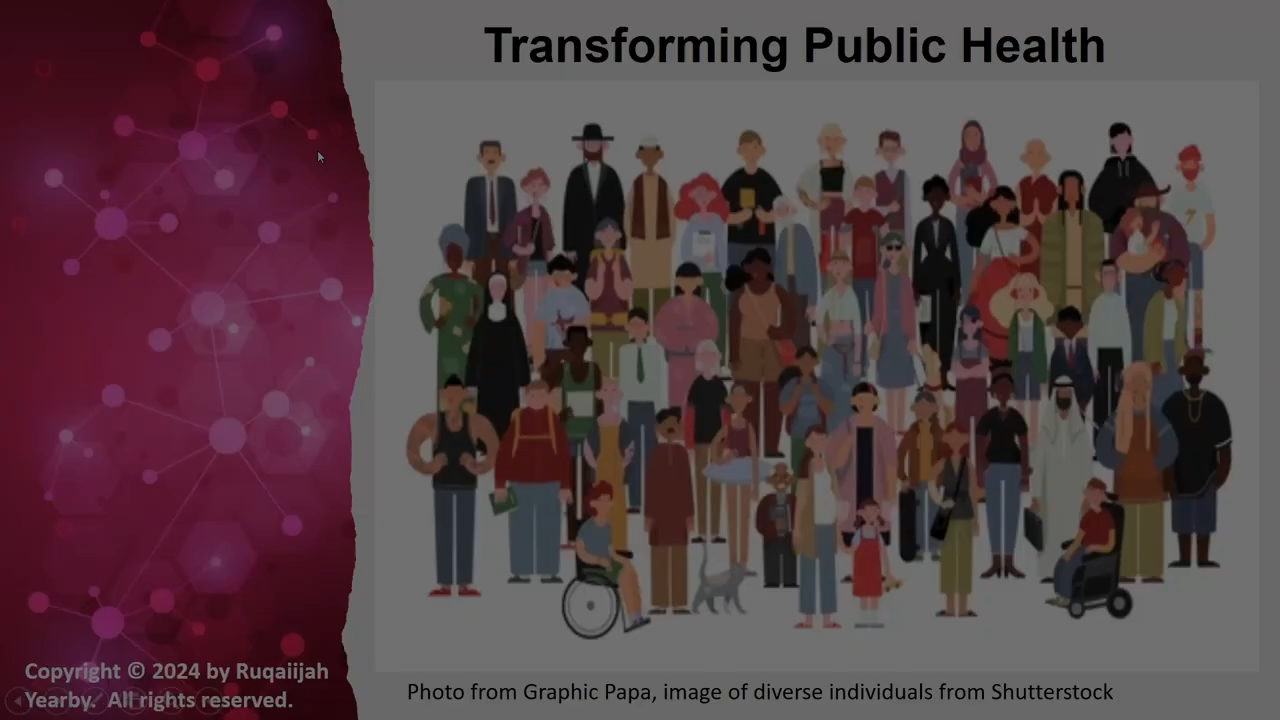 Transforming Public Health
Copyright © 2024 by Ruqaiijah
Yearby. All rights reserved.
Photo from Graphic Papa, image of diverse individuals from Shutterstock